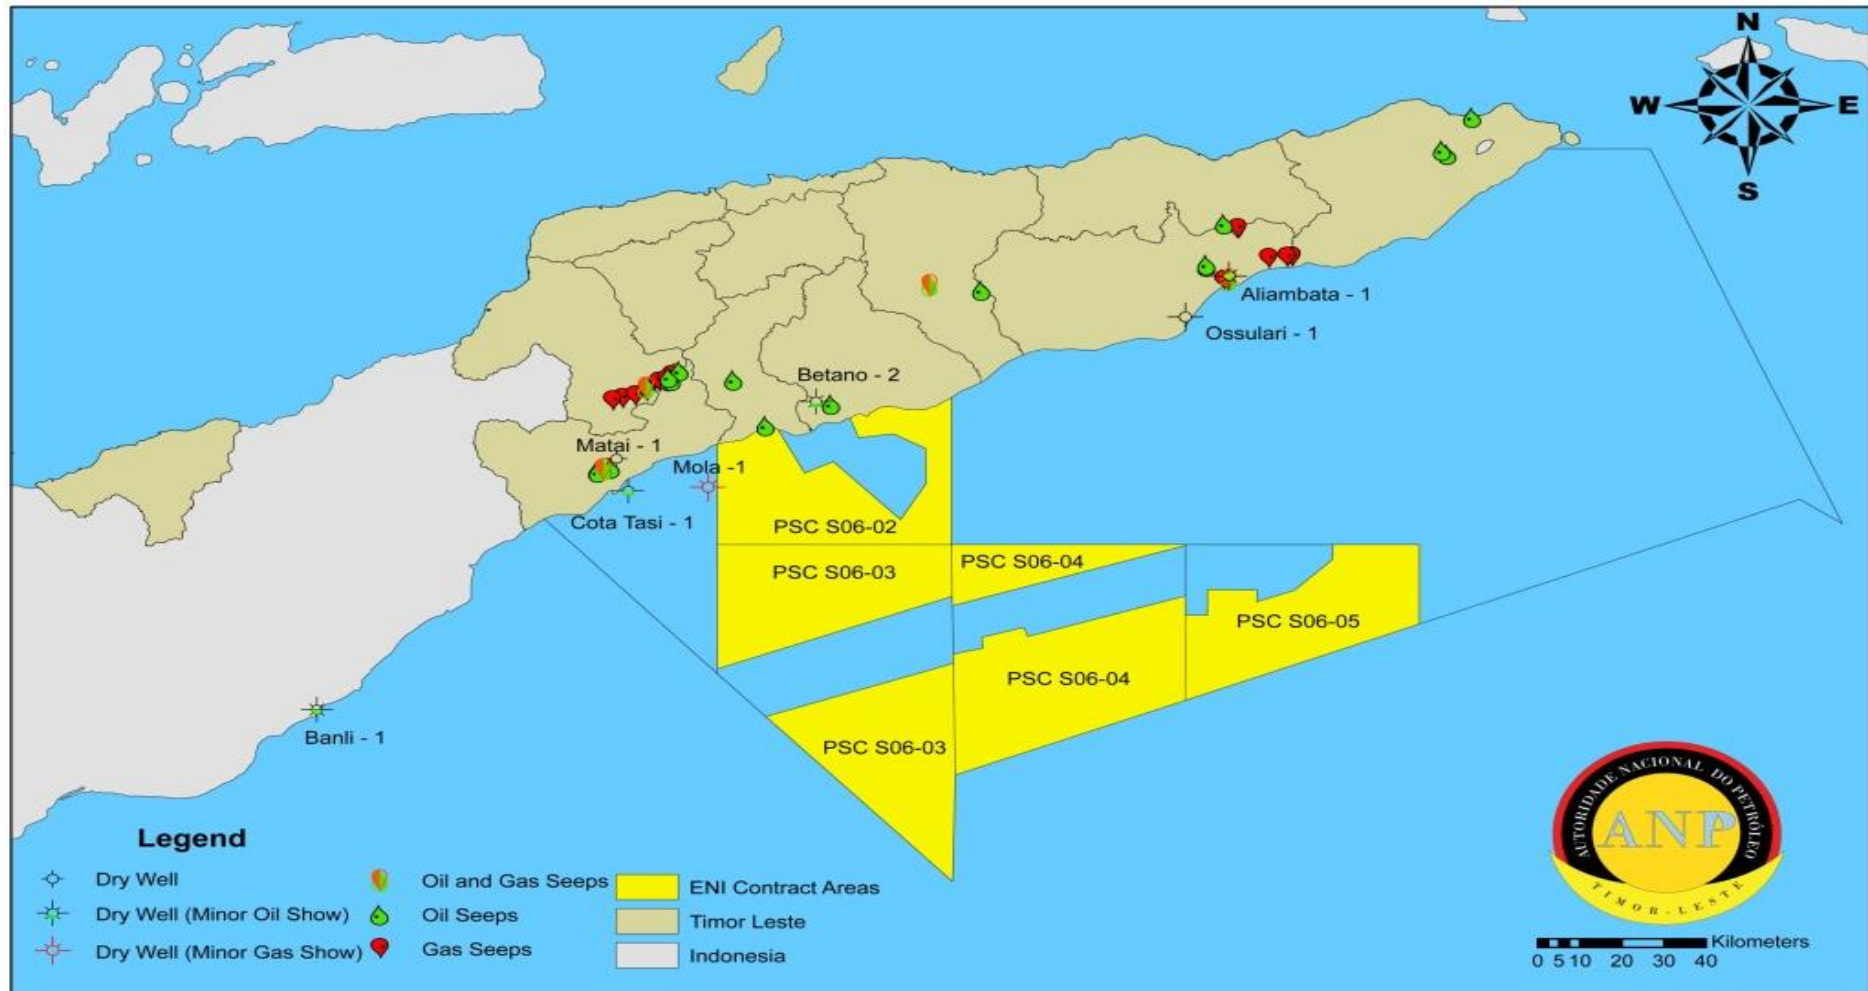 N
W E
S
Aliambata - 1
Ossulari - 1
Betano - 2
Matai - 1
Mola -1
Cota Tasi - 1
PSC S06-02
PSC S06-03
PSC S06-04
PSC S06-05
PSC S06-04
PSC S06-03
Banli - 1
Legend
Dry Well
Dry Well (Minor Oil Show)
Dry Well (Minor Gas Show)
Oil and Gas Seeps
Oil Seeps
Gas Seeps
ENI Contract Areas
Timor Leste
Indonesia
AUTORIDADE NACIONAL DO PETRÓLEO
ANP
TIMOR-LESTE
Kilometers
0 5 10 20 30 40